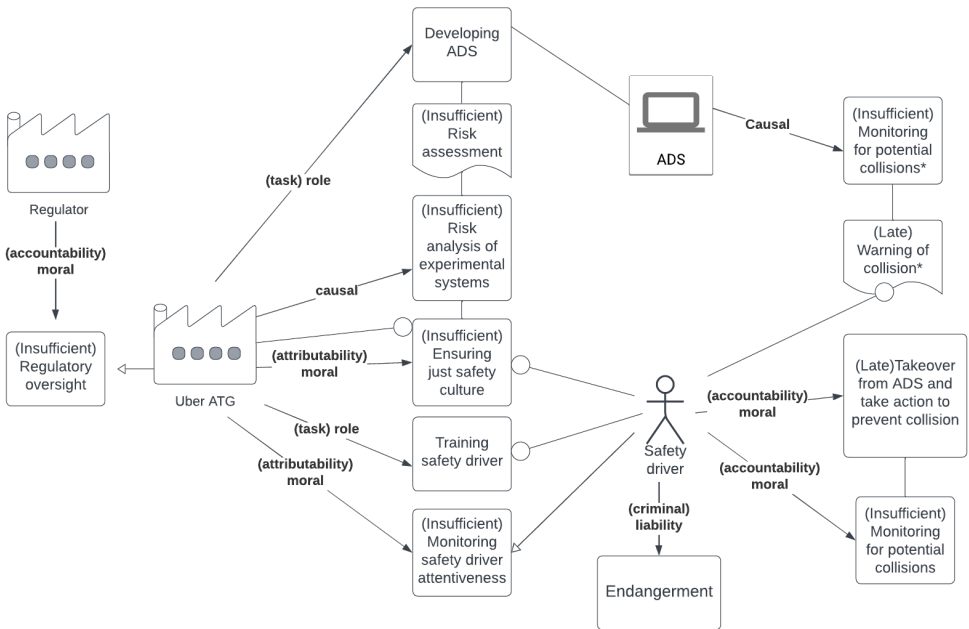 Developing
ADS
(Insufficient)
Risk
assessment
ADS
Causal
(Insufficient)
Monitoring
for potential
collisions*
(task) role
Regulator
(accountability)
moral
(Insufficient)
Risk
analysis of
experimental
systems
(Late)
Warning of
collision*
causal
(Insufficient)
Regulatory
oversight
Uber ATG
(attributability)
moral
(Insufficient)
Ensuring
just safety
culture
(Late)Takeover
from ADS and
take action to
prevent collision
(accountability)
moral
(task) role
Training
safety driver
Safety
driver
(attributability)
moral
(accountability)
moral
(criminal)
liability
(Insufficient)
Monitoring
safety driver
attentiveness
(Insufficient)
Monitoring
for potential
collisions
Endangerment